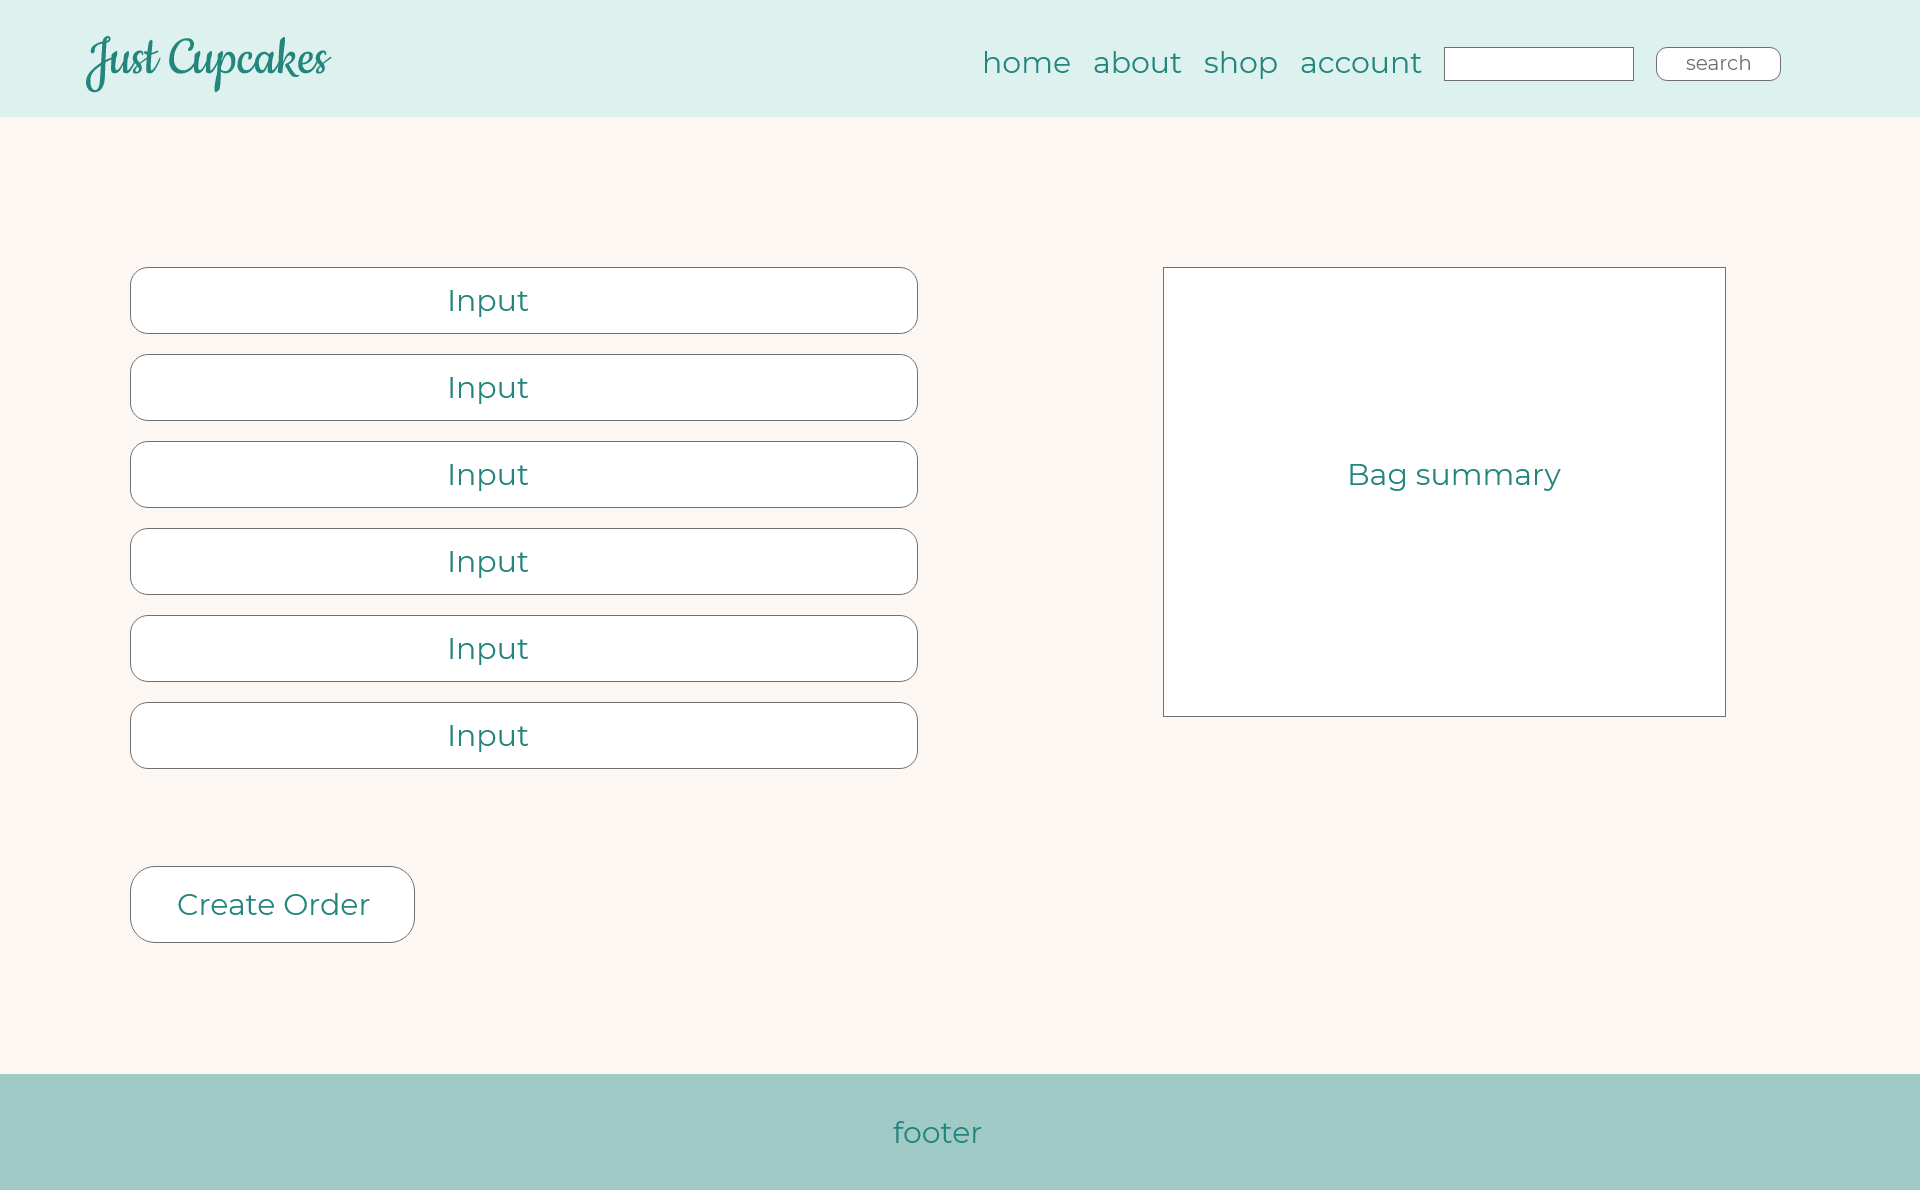 Just Cupcakes
home about shop account search
Input
Input
Input
Input
Input
Input
Bag summary
Create Order
footer